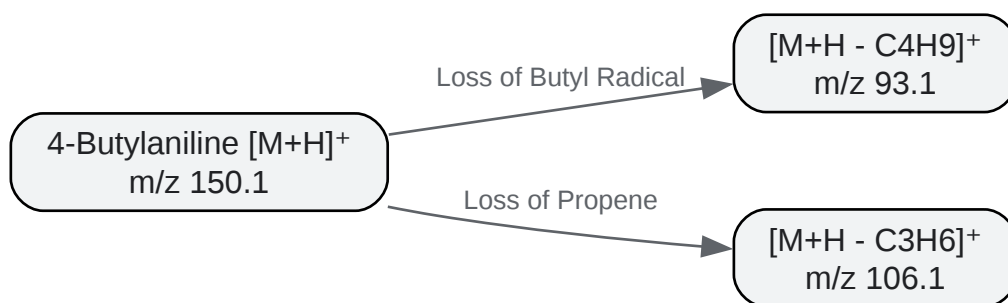 Loss of Butyl Radical
[M+H - C4H9]⁺
m/z 93.1
4-Butylaniline [M+H]⁺
m/z 150.1
Loss of Propene
[M+H - C3H6]⁺
m/z 106.1